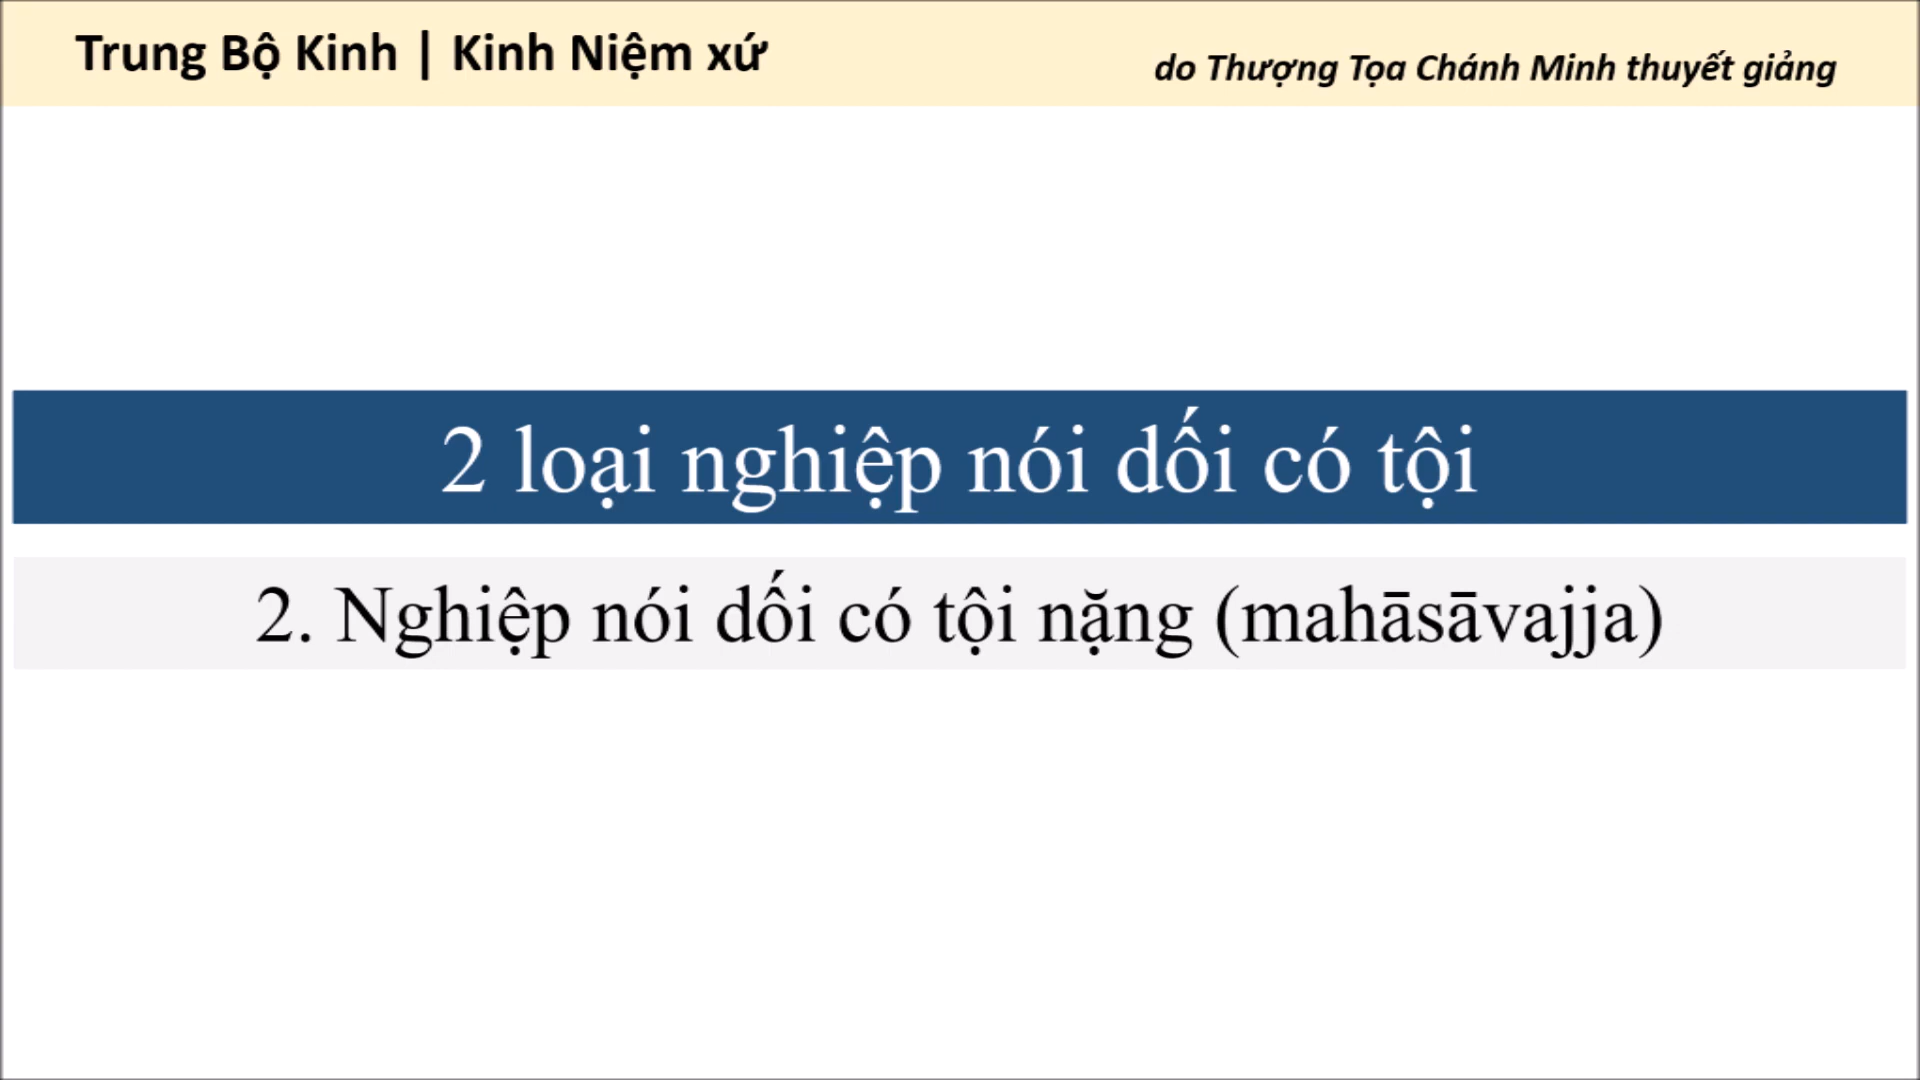 Trung Bộ Kinh | Kinh Niệm xứ
do Thượng Tọa Chánh Minh thuyết giảng
2 loại nghiệp nói dối có tội
2. Nghiệp nói dối có tội nặng (mahāsāvajja)